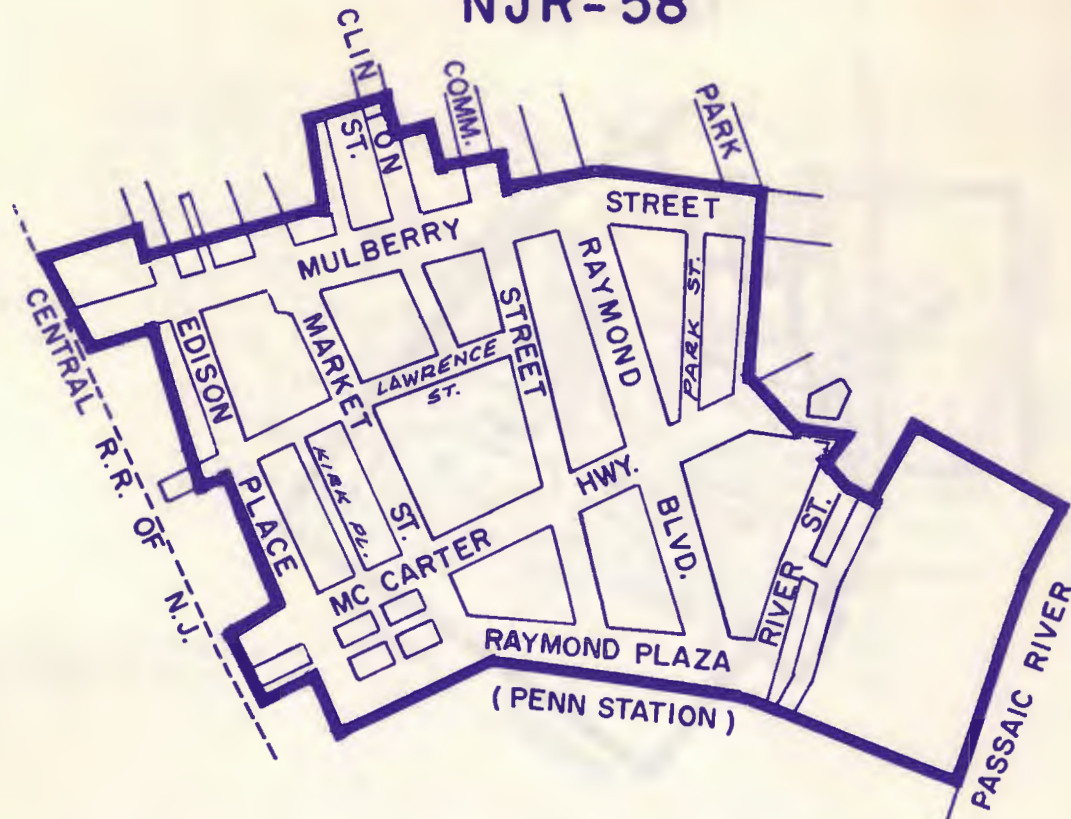 NJR-58
CLIN
TON
ST.
COMM.
PARK
STREET
MULBERRY
RAYMOND
PARK ST.
STREET
EDISON
MARKET
LAWRENCE
ST.
CENTRAL R.R. OF N.J.
KIRK PL.
ST.
PLACE
HWY.
BLVD.
ST.
MC CARTER
RIVER
RAYMOND PLAZA
(PENN STATION)
PASSAIC RIVER